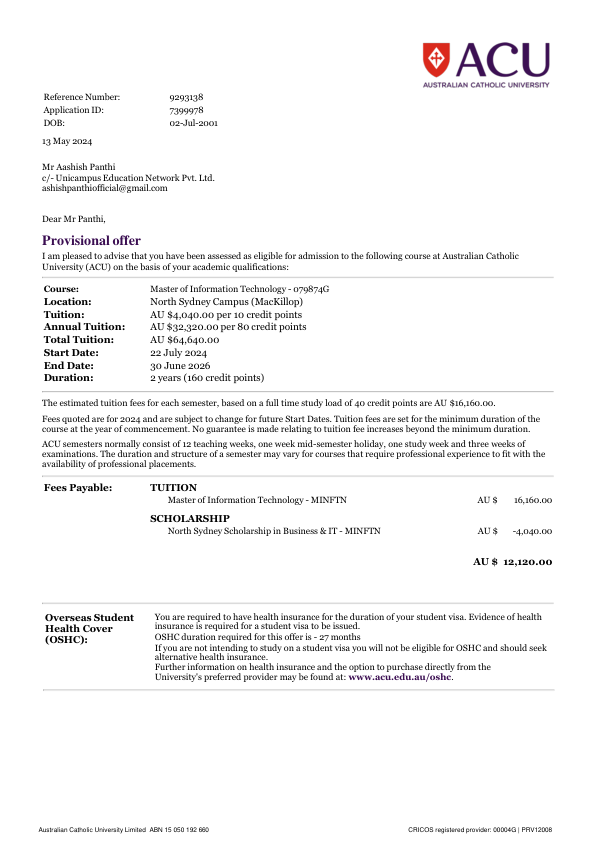 ACU
AUSTRALIAN CATHOLIC UNIVERSITY
Reference Number: 9293138
Application ID: 7399978
DOB: 02-Jul-2001
13 May 2024
Mr Aashish Panthi
c/- Unicampus Education Network Pvt. Ltd.
ashishpanthiofficial@gmail.com
Dear Mr Panthi,
Provisional offer
I am pleased to advise that you have been assessed as eligible for admission to the following course at Australian Catholic
University (ACU) on the basis of your academic qualifications:
Course: Master of Information Technology - 079874G
Location: North Sydney Campus (MacKillop)
Tuition: AU $4,040.00 per 10 credit points
Annual Tuition: AU $32,320.00 per 80 credit points
Total Tuition: AU $64,640.00
Start Date: 22 July 2024
End Date: 30 June 2026
Duration: 2 years (160 credit points)
The estimated tuition fees for each semester, based on a full time study load of 40 credit points are AU $16,160.00.
Fees quoted are for 2024 and are subject to change for future Start Dates. Tuition fees are set for the minimum duration of the
course at the year of commencement. No guarantee is made relating to tuition fee increases beyond the minimum duration.
ACU semesters normally consist of 12 teaching weeks, one week mid-semester holiday, one study week and three weeks of
examinations. The duration and structure of a semester may vary for courses that require professional experience to fit with the
availability of professional placements.
Fees Payable: TUITION
Master of Information Technology - MINFTN AU $ 16,160.00
SCHOLARSHIP
North Sydney Scholarship in Business & IT - MINFTN AU $ -4,040.00
AU $ 12,120.00
Overseas Student
Health Cover
(OSHC):
You are required to have health insurance for the duration of your student visa. Evidence of health
insurance is required for a student visa to be issued.
OSHC duration required for this offer is - 27 months
If you are not intending to study on a student visa you will not be eligible for OSHC and should seek
alternative health insurance.
Further information on health insurance and the option to purchase directly from the
University's preferred provider may be found at: www.acu.edu.au/oshc.
Australian Catholic University Limited ABN 15 050 192 660
CRICOS registered provider: 00004G | PRV12008